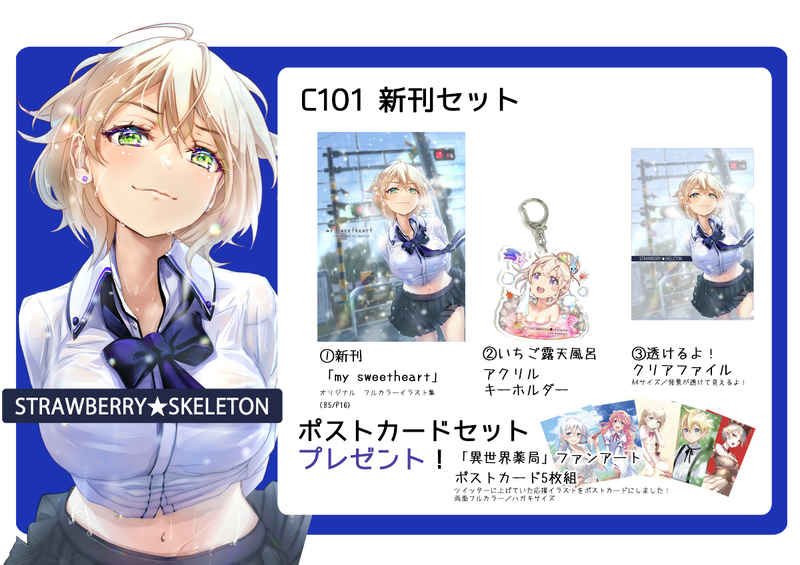 C101 新刊セット
my sweetheart
STRAWBERRY★SKELETON
①新刊
「my sweetheart」
オリジナル フルカラーイラスト集
(B5/P16)
②いちご露天風呂
アクリル
キーホルダー
③透けるよ!
クリアファイル
A4サイズ/背景が透けて見えるよ!
STRAWBERRY★SKELETON
ポストカードセット
プレゼント!
「異世界薬局」ファンアート
ポストカード5枚組
ツイッターに上げていた応援イラストをポストカードにしました!
両面フルカラー/ハガキサイズ